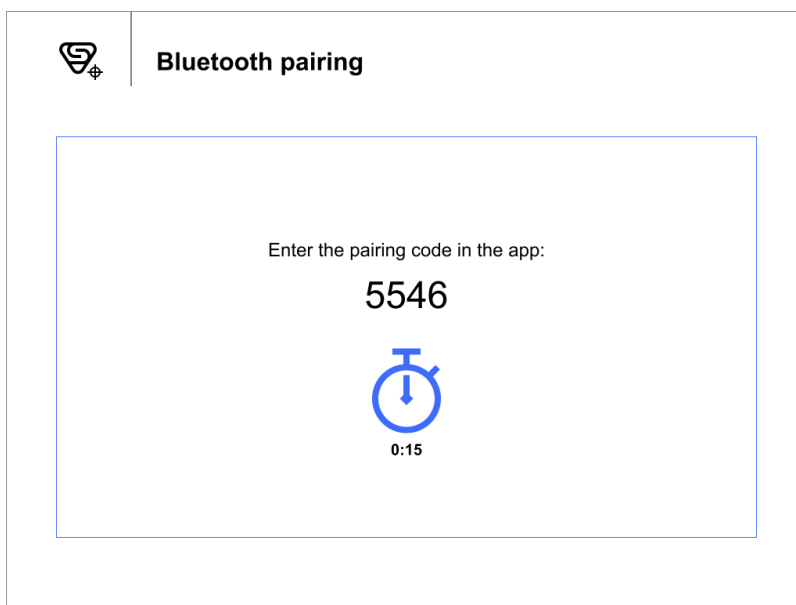 Bluetooth pairing
Enter the pairing code in the app:
5546
0:15